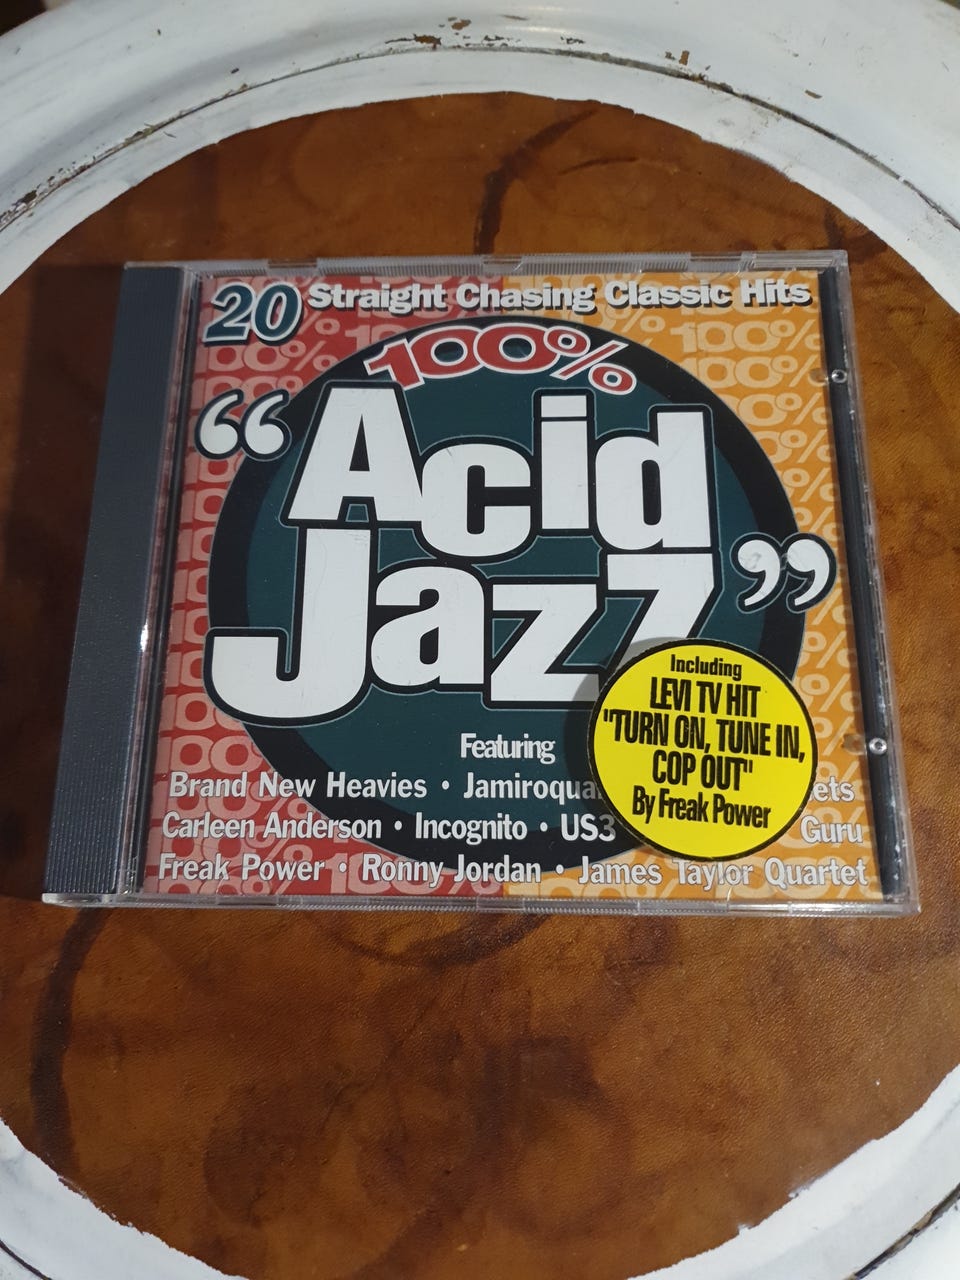 20 Straight Chasing Classic Hits
100%
“Acid
Jazz”
Including
LEVI TV HIT
"TURN ON, TUNE IN,
COP OUT"
By Freak Power
Featuring
Brand New Heavies • Jamiroquai
Carleen Anderson • Incognito • US3 Guru
Freak Power • Ronny Jordan • James Taylor Quartet